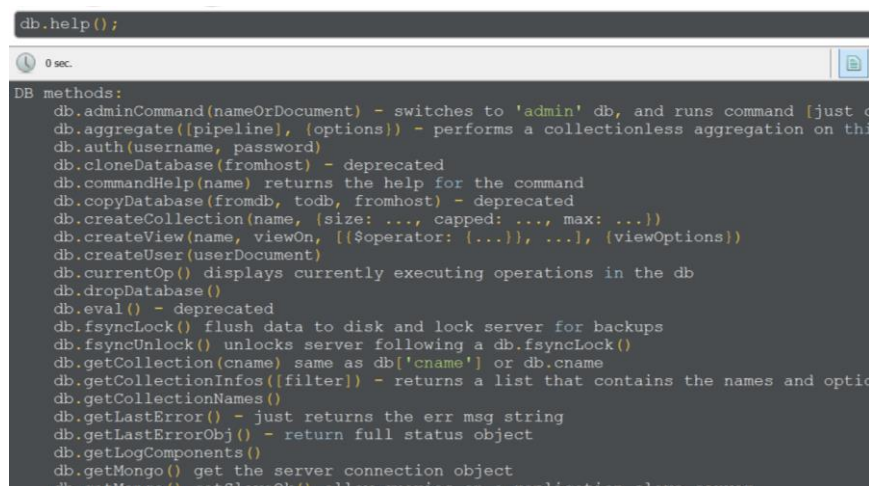 db.help();
0 sec.
DB methods:
db.adminCommand(nameOrDocument) - switches to 'admin' db, and runs command [just
db.aggregate([pipeline], {options}) - performs a collectionless aggregation on
db.auth(username, password)
db.cloneDatabase(fromhost) - deprecated
db.commandHelp(name) returns the help for the command
db.copyDatabase(fromdb, todb, fromhost) - deprecated
db.createCollection(name, {size: ..., capped: ..., max: ...})
db.createView(name, viewOn, [{$operator: {...}}, ...], {viewOptions})
db.createUser(userDocument)
db.currentOp() displays currently executing operations in the db
db.dropDatabase()
db.eval() - deprecated
db.fsyncLock() flush data to disk and lock server for backups
db.fsyncUnlock() unlocks server following a db.fsyncLock()
db.getCollection(cname) same as db['cname'] or db.cname
db.getCollectionInfos([filter]) - returns a list that contains the names and
db.getCollectionNames()
db.getLastError() - just returns the err msg string
db.getLastErrorObj() - return full status object
db.getLogComponents()
db.getMongo() get the server connection object